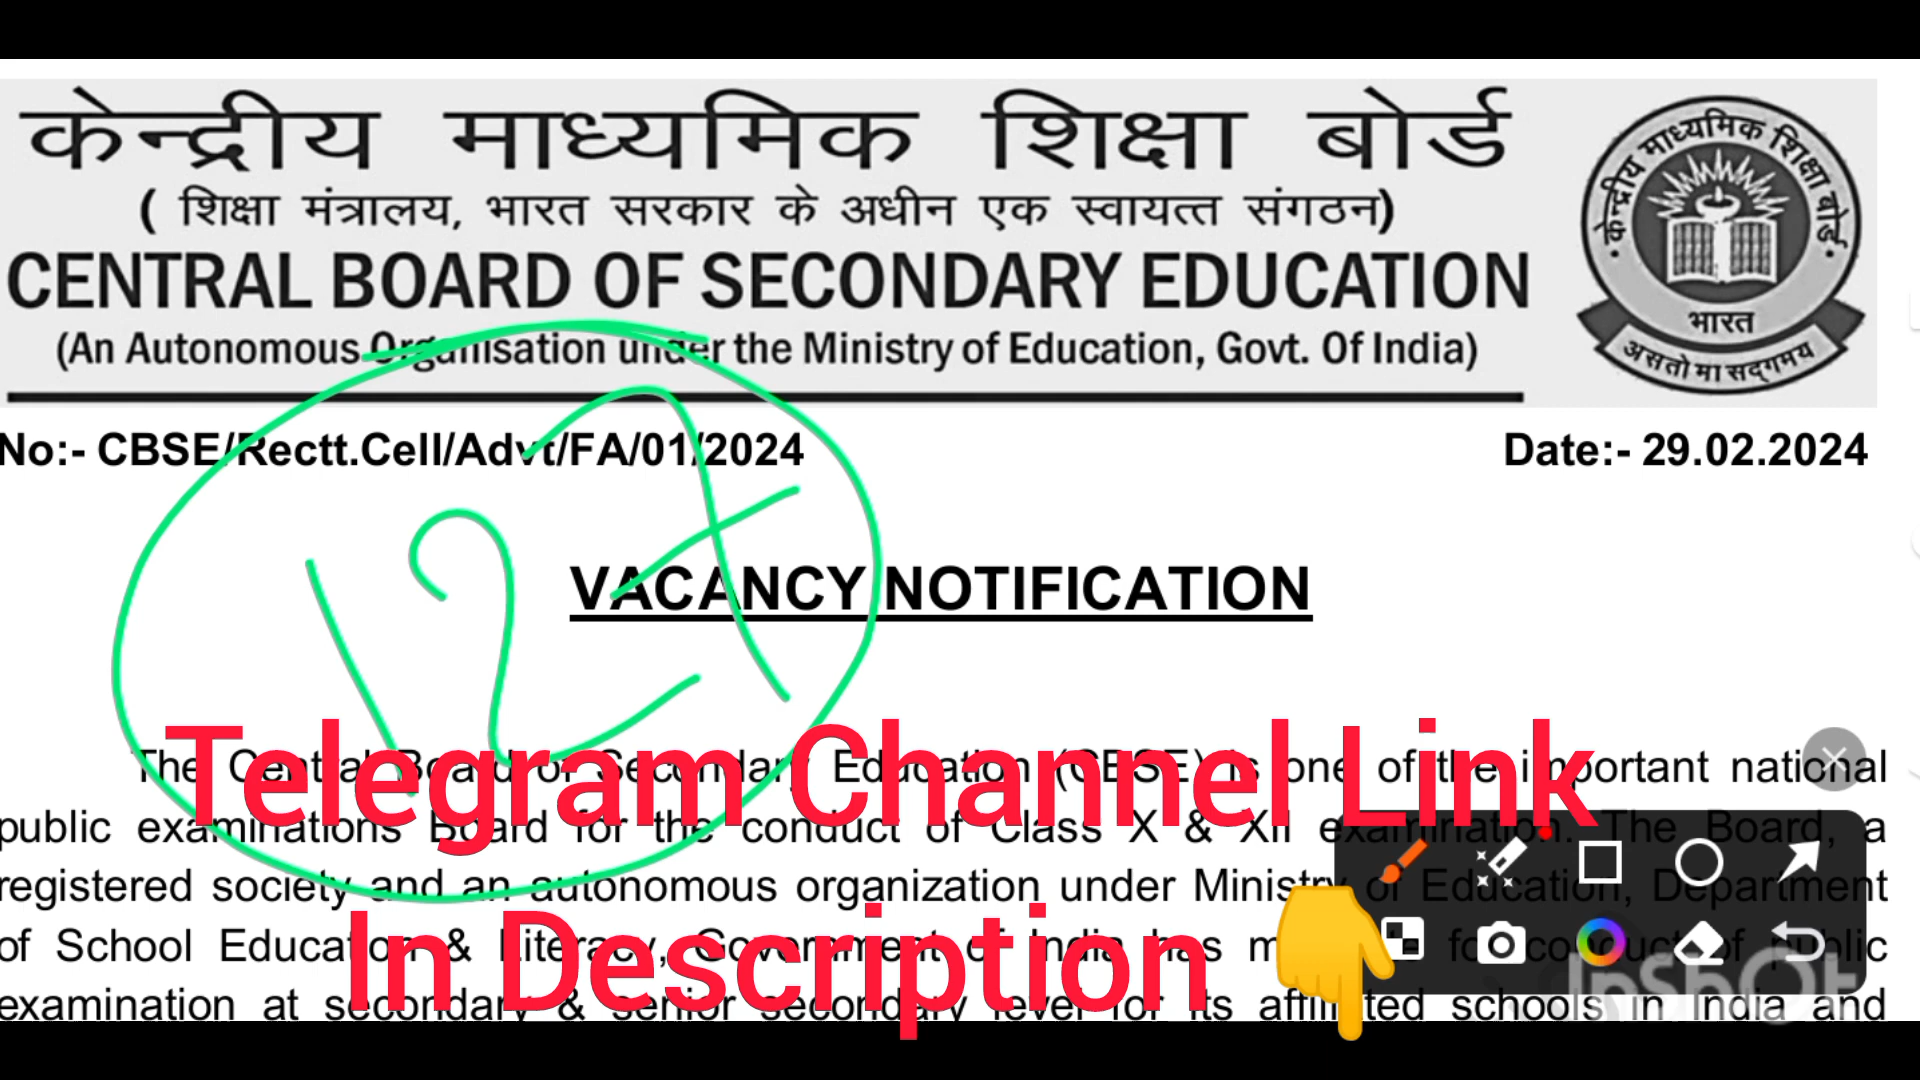 केन्द्रीय माध्यमिक शिक्षा बोर्ड
( शिक्षा मंत्रालय, भारत सरकार के अधीन एक स्वायत्त संगठन)
CENTRAL BOARD OF SECONDARY EDUCATION
(An Autonomous Organisation under the Ministry of Education, Govt. Of India)
केन्द्रीय माध्यमिक शिक्षा बोर्ड
भारत
असतो मा सद्गमय
No:- CBSE/Rectt.Cell/Advt/FA/01/2024
Date:- 29.02.2024
12
VACANCY NOTIFICATION
The Central Board of Secondary Education (CBSE) is one of the important national
public examinations Board for the conduct of Class X & XII examination. The Board, a
registered society and an autonomous organization under Ministry of Education, Department
of School Education & Literacy, Government of India has for conduct of public
examination at secondary & senior secondary level for its affiliated schools in India and
Telegram Channel Link
In Description
InShOt